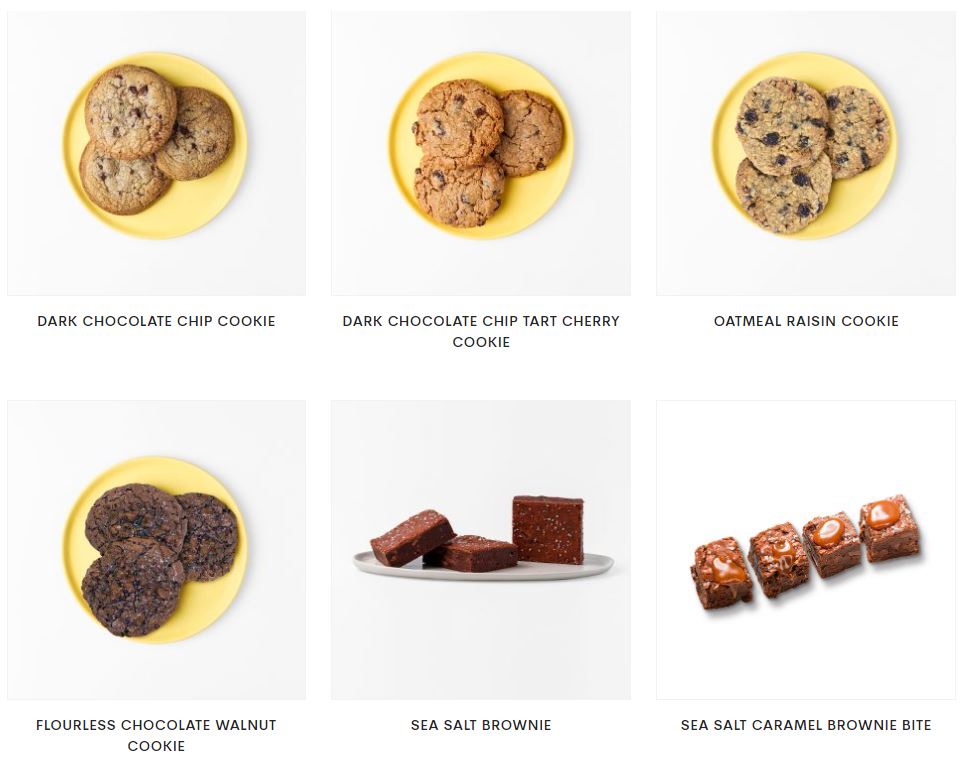 DARK CHOCOLATE CHIP COOKIE
DARK CHOCOLATE CHIP TART CHERRY
COOKIE
OATMEAL RAISIN COOKIE
FLOURLESS CHOCOLATE WALNUT
COOKIE
SEA SALT BROWNIE
SEA SALT CARAMEL BROWNIE BITE